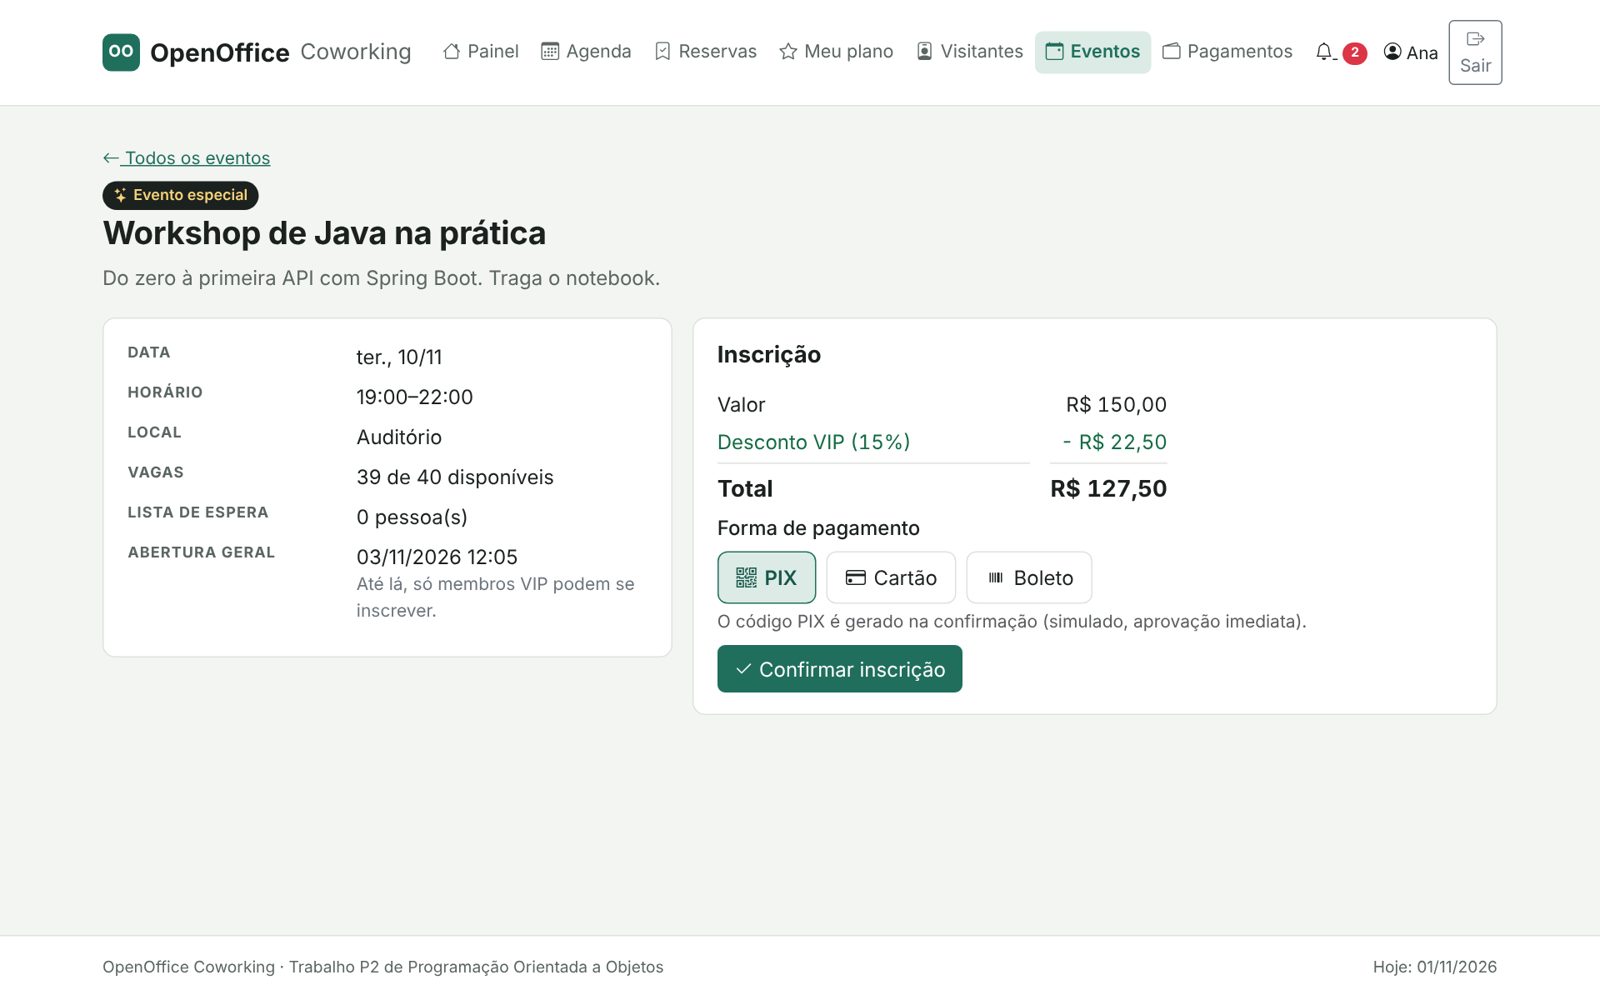 OO OpenOffice Coworking Painel Agenda Reservas Meu plano Visitantes Eventos Pagamentos 2 Ana Sair
← Todos os eventos
Evento especial
Workshop de Java na prática
Do zero à primeira API com Spring Boot. Traga o notebook.
DATA ter., 10/11
HORÁRIO 19:00–22:00
LOCAL Auditório
VAGAS 39 de 40 disponíveis
LISTA DE ESPERA 0 pessoa(s)
ABERTURA GERAL 03/11/2026 12:05
Até lá, só membros VIP podem se
inscrever.
Inscrição
Valor R$ 150,00
Desconto VIP (15%) - R$ 22,50
Total R$ 127,50
Forma de pagamento
PIX Cartão Boleto
O código PIX é gerado na confirmação (simulado, aprovação imediata).
Confirmar inscrição
OpenOffice Coworking · Trabalho P2 de Programação Orientada a Objetos Hoje: 01/11/2026